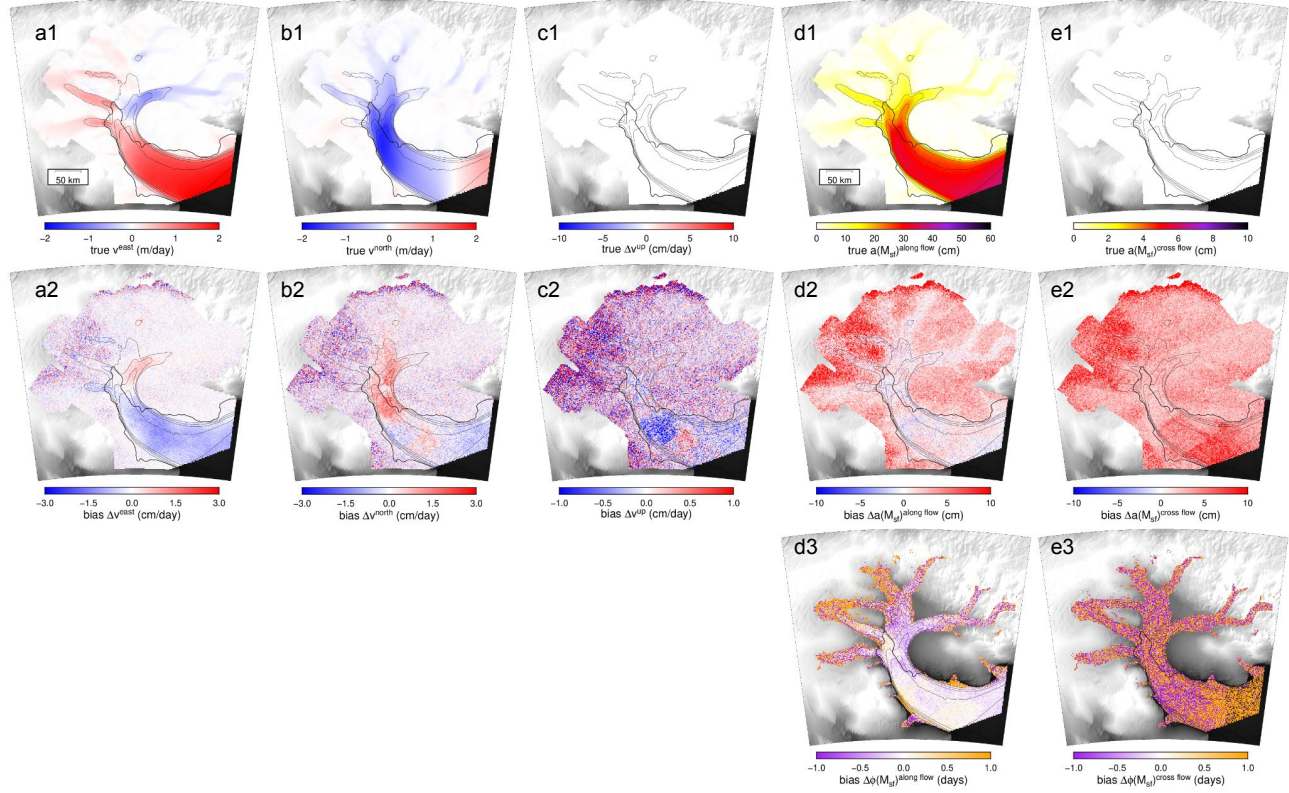 a1 b1 c1 d1 e1
50 km 50 km
−2 −1 0 1 2 −2 −1 0 1 2 −10 −5 0 5 10 0 10 20 30 40 50 60 0 2 4 6 8 10
true v^east (m/day) true v^north (m/day) true Δv^up (cm/day) true a(M_sf)^along flow (cm) true a(M_sf)^cross flow (cm)
a2 b2 c2 d2 e2
−3.0 −1.5 0.0 1.5 3.0 −3.0 −1.5 0.0 1.5 3.0 −1.0 −0.5 0.0 0.5 1.0 −10 −5 0 5 10 −10 −5 0 5 10
bias Δv^east (cm/day) bias Δv^north (cm/day) bias Δv^up (cm/day) bias Δa(M_sf)^along flow (cm) bias Δa(M_sf)^cross flow (cm)
d3 e3
−1.0 −0.5 0.0 0.5 1.0 −1.0 −0.5 0.0 0.5 1.0
bias Δϕ(M_sf)^along flow (days) bias Δϕ(M_sf)^cross flow (days)